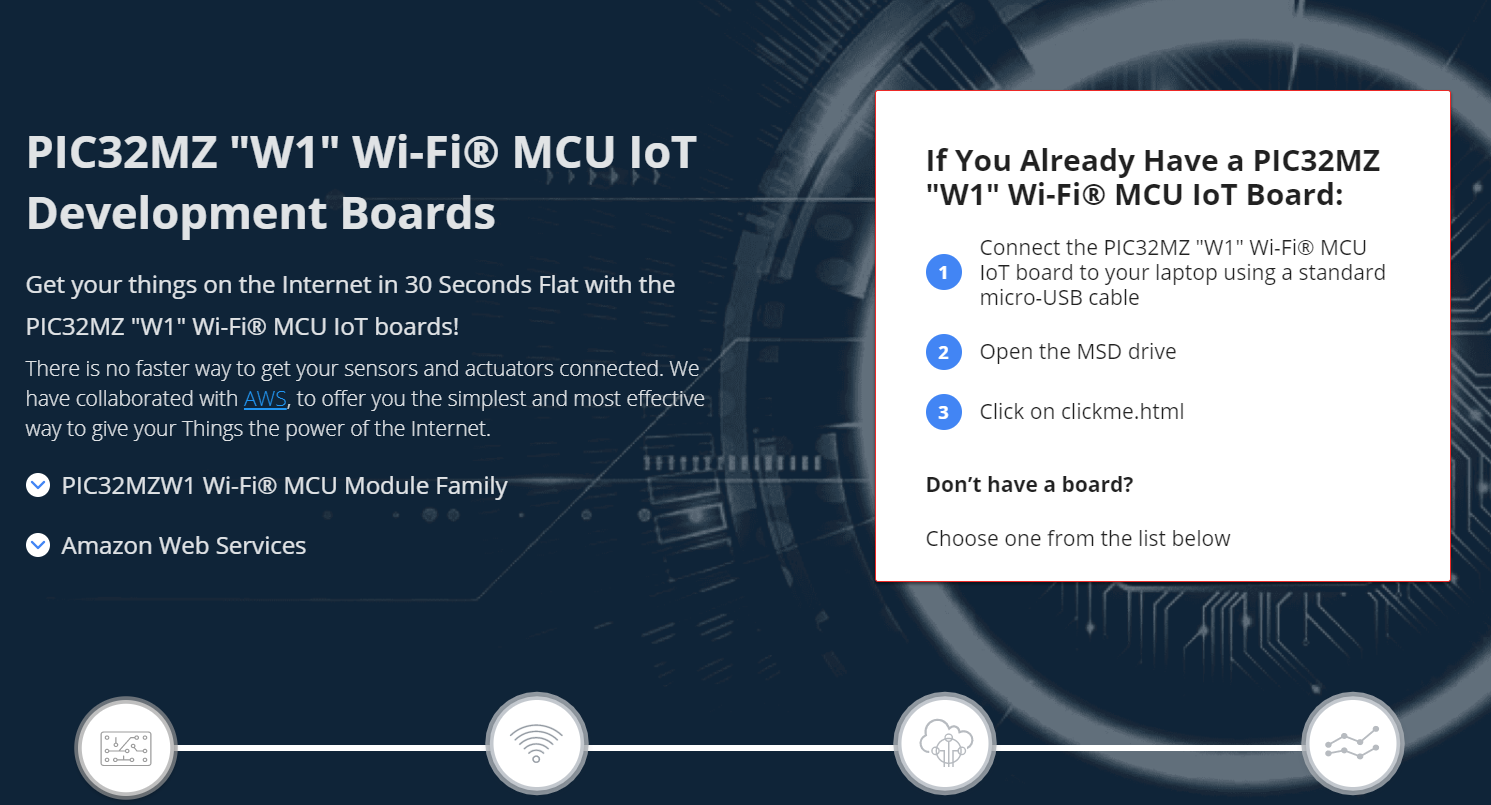 PIC32MZ "W1" Wi-Fi® MCU IoT
Development Boards
Get your things on the Internet in 30 Seconds Flat with the
PIC32MZ "W1" Wi-Fi® MCU IoT boards!
There is no faster way to get your sensors and actuators connected. We
have collaborated with AWS, to offer you the simplest and most effective
way to give your Things the power of the Internet.
PIC32MZW1 Wi-Fi® MCU Module Family
Amazon Web Services
If You Already Have a PIC32MZ
"W1" Wi-Fi® MCU IoT Board:
1 Connect the PIC32MZ "W1" Wi-Fi® MCU
IoT board to your laptop using a standard
micro-USB cable
2 Open the MSD drive
3 Click on clickme.html
Don’t have a board?
Choose one from the list below